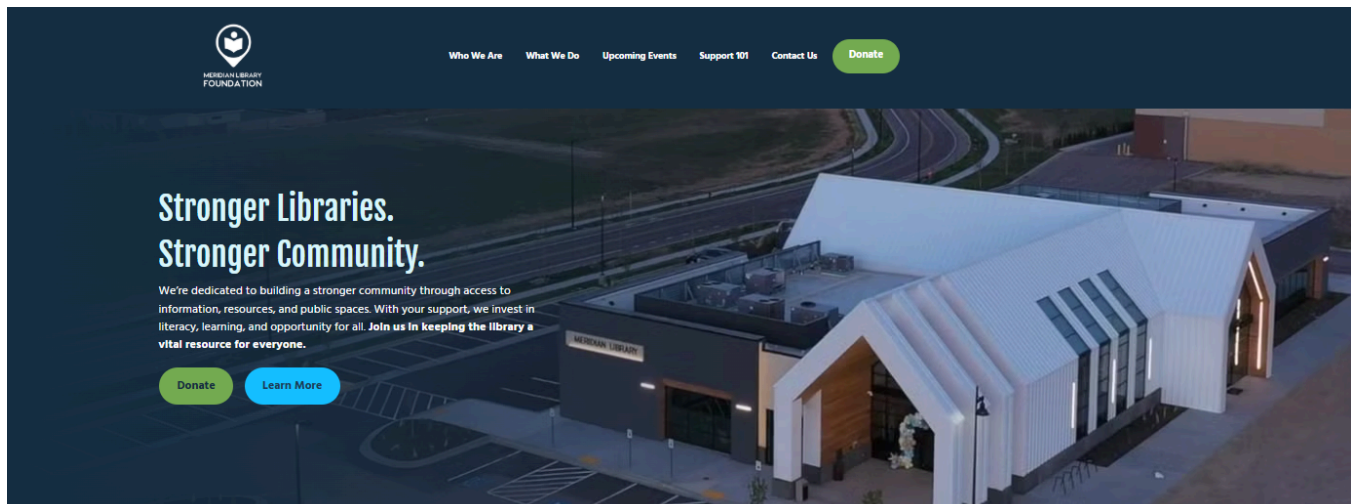 MERIDIAN LIBRARY
FOUNDATION
Who We Are What We Do Upcoming Events Support 101 Contact Us Donate
Stronger Libraries.
Stronger Community.
We're dedicated to building a stronger community through access to
information, resources, and public spaces. With your support, we invest in
literacy, learning, and opportunity for all. Join us in keeping the library a
vital resource for everyone.
Donate Learn More
MERIDIAN LIBRARY